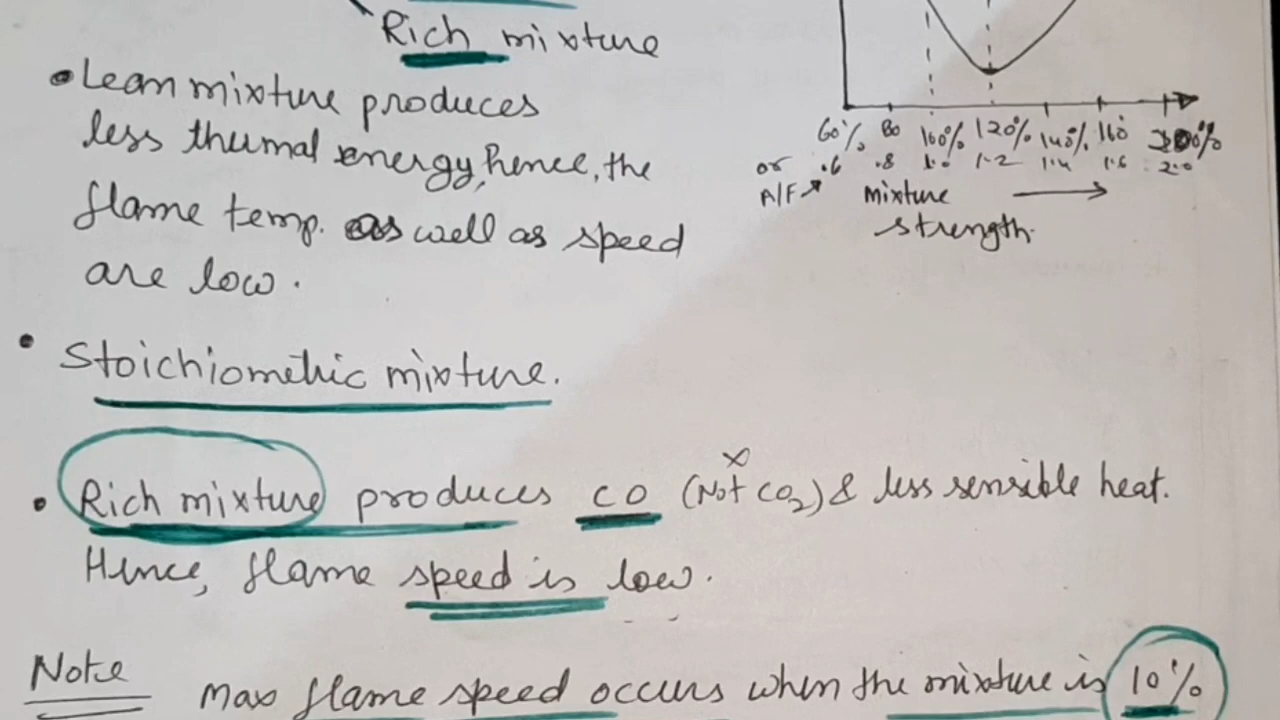 Rich mixture
• Lean mixture produces
less thermal energy, hence, the
flame temp. as well as speed
are low.
60% 80 100% 120% 140% 160 200%
or .6 .8 1.0 1.2 1.4 1.6 2.0
A/F
mixture
strength.
• Stoichiometric mixture.
• Rich mixture produces CO (Not CO2) & less sensible heat.
Hence, flame speed is low.
Note
Max flame speed occurs when the mixture is 10%